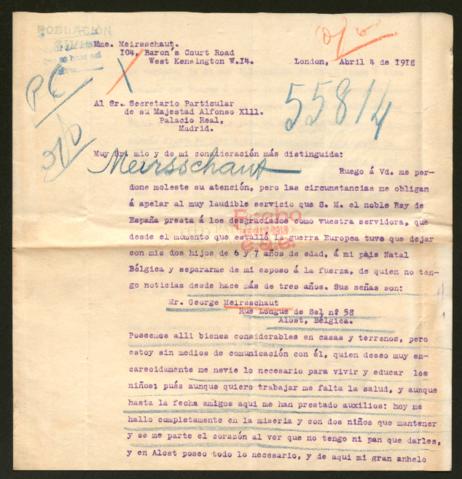 POBLACION
CIVIL
Mme. Meirsschaut.
104, Baron's Court Road
West Kensington W.14.
London, Abril 4 de 1918
55814
Al Sr. Secretario Particular
de su Majestad Alfonso XIII.
Palacio Real,
Madrid.
Muy Sr. mio y de mi consideración más distinguida:
Meirsschaut
Ruego á Vd. me per-
done moleste su atención, pero las circunstancias me obligan
á apelar al muy laudible servicio que S. M. el noble Rey de
España presta á los desgraciados como vuestra servidora, que
desde el momento que estalló la guerra Europea tuve que dejar
con mis dos hijos de 6 y 7 años de edad, á mi pais Natal
Bélgica y separarme de mi esposo á la fuerza, de quien no ten-
go noticias desde hace más de tres años. Sus señas son:
Mr. George Meirsschaut
Rue Longue de Sel nº 58
Alost, Bélgica.
Poseemos alli bienes considerables en casas y terrenos, pero
estoy sin medios de comunicación con él, quien deseo muy en-
carecidamente me nevie lo necesario para vivir y educar los
niños; pués aunque quiero trabajar me falta la salud, y aunque
hasta la fecha amigos aqui me han prestado auxilios: hoy me
hallo completamente en la miseria y con dos niños que mantener
y se me parte el corazón al ver que no tengo ni pan que darles,
y en Alost poseo todo lo necesario, y de aqui mi gran anhelo